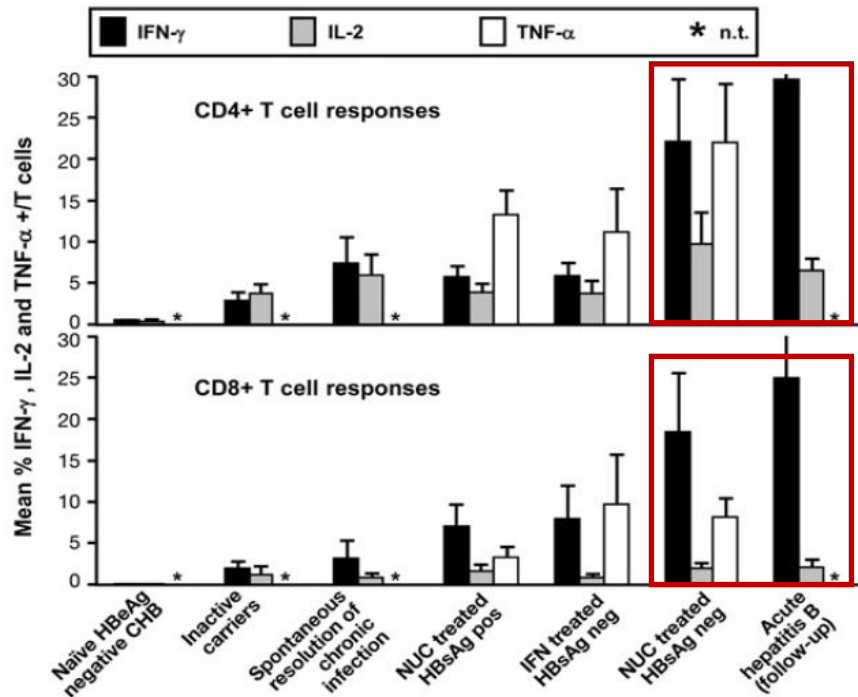 IFN-γ IL-2 TNF-α * n.t.
Mean % IFN-γ , IL-2 and TNF-α +/T cells
CD4+ T cell responses
30
25
20
15
10
5
0
* * * *
CD8+ T cell responses
30
25
20
15
10
5
0
* * * *
Naïve HBeAg
negative CHB
Inactive
carriers
Spontaneous
resolution of
chronic
infection
NUC treated
HBsAg pos
IFN treated
HBsAg neg
NUC treated
HBsAg neg
Acute
hepatitis B
(follow-up)